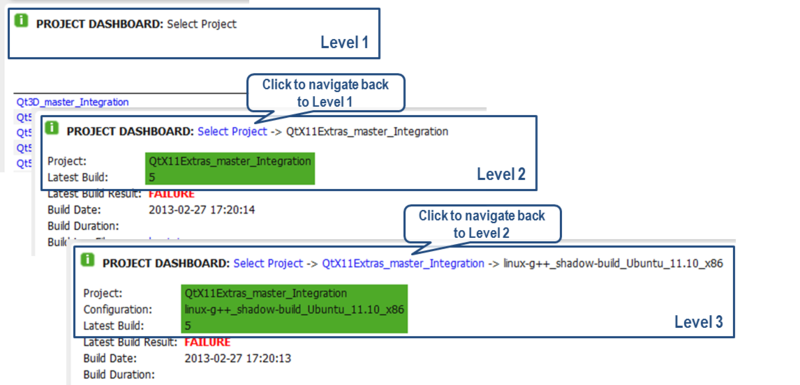 PROJECT DASHBOARD: Select Project
Level 1
Click to navigate back
to Level 1
Qt3D_master_Integration
Qt5
Qt5
Qt5
Qt5
PROJECT DASHBOARD: Select Project -> QtX11Extras_master_Integration
Project: QtX11Extras_master_Integration
Latest Build: 5
Level 2
Latest Build Result: FAILURE
Build Date: 2013-02-27 17:20:14
Build Duration:
Click to navigate back
to Level 2
PROJECT DASHBOARD: Select Project -> QtX11Extras_master_Integration -> linux-g++_shadow-build_Ubuntu_11.10_x86
Project: QtX11Extras_master_Integration
Configuration: linux-g++_shadow-build_Ubuntu_11.10_x86
Latest Build: 5
Level 3
Latest Build Result: FAILURE
Build Date: 2013-02-27 17:20:13
Build Duration: